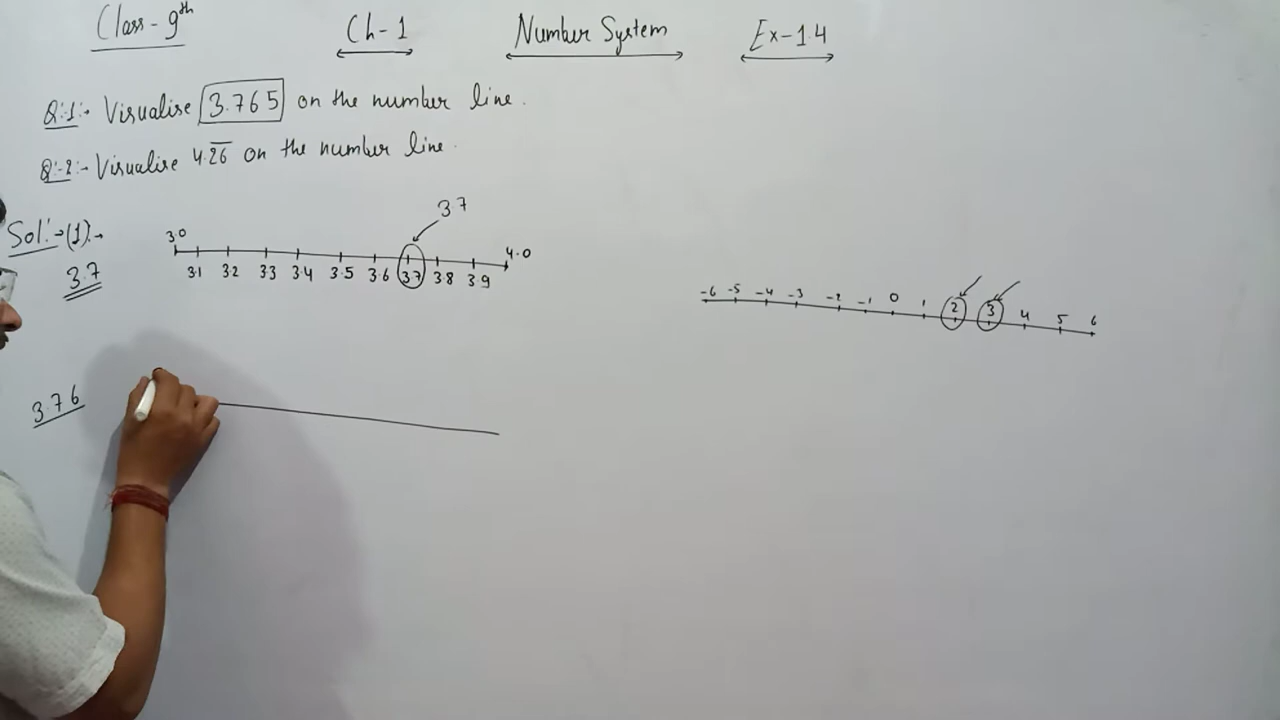 Class - 9th Ch - 1 Number System Ex - 1.4
Q:1:- Visualise 3.765 on the number line.
Q:-2:- Visualise 4.2̅6̅ on the number line.
3.7
Sol:-(1):-
3.0 4.0
3.1 3.2 3.3 3.4 3.5 3.6 3.7 3.8 3.9
3.7
-6 -5 -4 -3 -2 -1 0 1 2 3 4 5 6
3.76